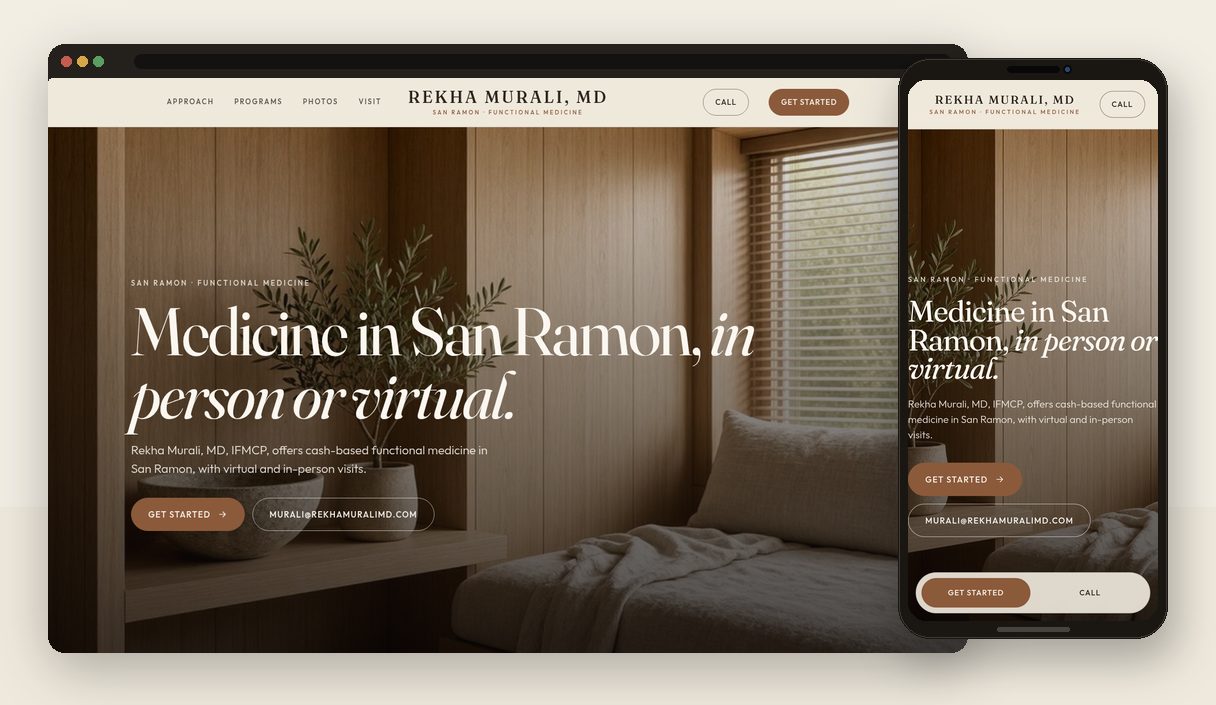 APPROACH PROGRAMS PHOTOS VISIT
REKHA MURALI, MD
SAN RAMON · FUNCTIONAL MEDICINE
CALL
GET STARTED
SAN RAMON · FUNCTIONAL MEDICINE
Medicine in San Ramon, in
person or virtual.
Rekha Murali, MD, IFMCP, offers cash-based functional medicine in
San Ramon, with virtual and in-person visits.
GET STARTED →
MURALI@REKHAMURALIMD.COM
REKHA MURALI, MD
SAN RAMON · FUNCTIONAL MEDICINE
CALL
SAN RAMON · FUNCTIONAL MEDICINE
Medicine in San
Ramon, in person or
virtual.
Rekha Murali, MD, IFMCP, offers cash-based functional
medicine in San Ramon, with virtual and in-person
visits.
GET STARTED →
MURALI@REKHAMURALIMD.COM
GET STARTED
CALL